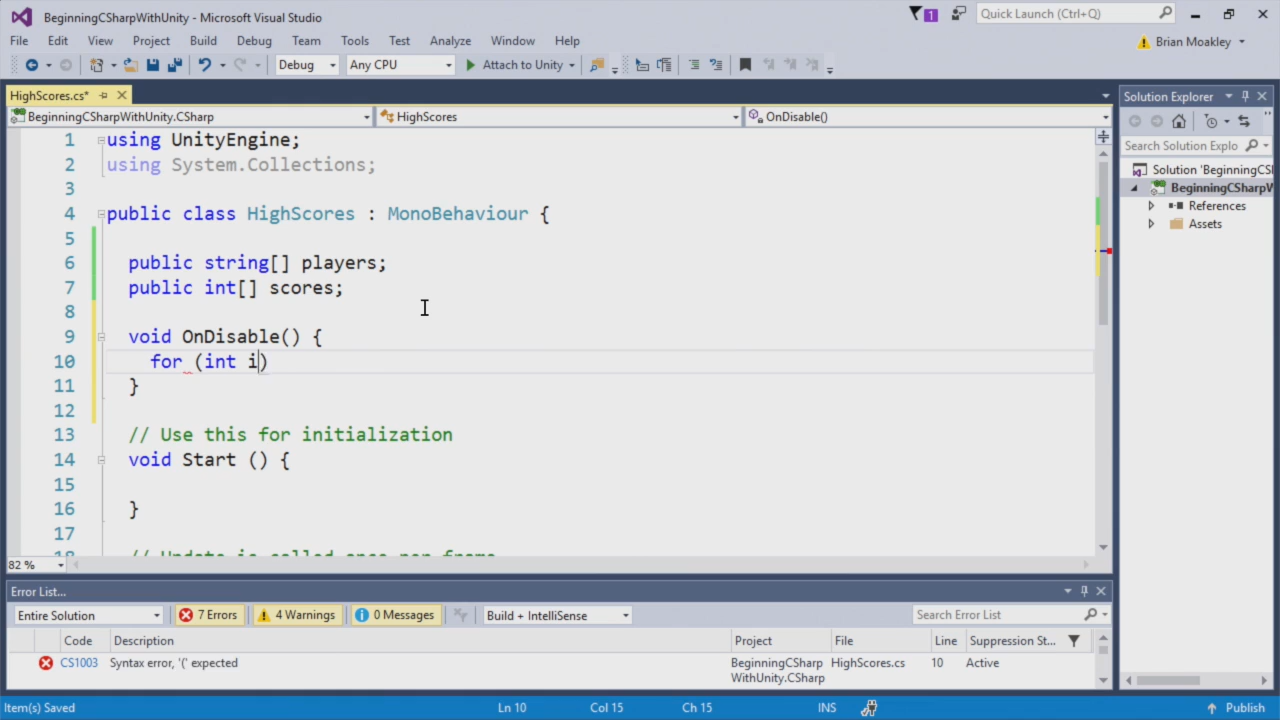 BeginningCSharpWithUnity - Microsoft Visual Studio
1
Quick Launch (Ctrl+Q)
File Edit View Project Build Debug Team Tools Test Analyze Window Help
Brian Moakley
Debug Any CPU Attach to Unity
HighScores.cs*
BeginningCSharpWithUnity.CSharp HighScores OnDisable()
1 using UnityEngine;
2 using System.Collections;
3
4 public class HighScores : MonoBehaviour {
5
6 public string[] players;
7 public int[] scores;
8
9 void OnDisable() {
10 for (int i)
11 }
12
13 // Use this for initialization
14 void Start () {
15
16 }
17
18 // Update is called once per frame
82 %
Solution Explorer
Search Solution Explo
Solution 'BeginningCS
BeginningCSharpW
References
Assets
Error List...
Entire Solution 7 Errors 4 Warnings 0 Messages Build + IntelliSense Search Error List
Code Description Project File Line Suppression St...
CS1003 Syntax error, '(' expected BeginningCSharp HighScores.cs 10 Active
WithUnity.CSharp
Item(s) Saved Ln 10 Col 15 Ch 15 INS Publish